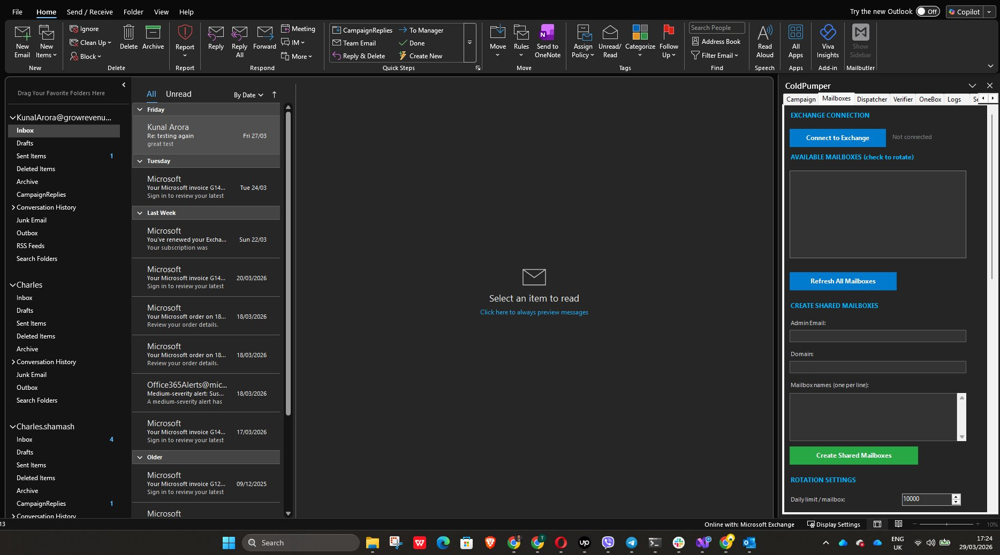 File Home Send / Receive Folder View Help
Try the new Outlook Off Copilot
New Email
New Items
New
Ignore
Clean Up
Block
Delete
Archive
Delete
Report
Report
Reply
Reply All
Forward
Meeting
IM
More
Respond
CampaignReplies
Team Email
Reply & Delete
To Manager
Done
Create New
Quick Steps
Move
Rules
Send to OneNote
Move
Assign Policy
Unread/ Read
Categorize
Follow Up
Tags
Search People
Address Book
Filter Email
Find
Read Aloud
Speech
All Apps
Apps
Viva Insights
Add-in
Show Sidebar
Mailbutler
Drag Your Favorite Folders Here
KunalArora@growrevenu...
Inbox
Drafts
Sent Items 1
Deleted Items
Archive
CampaignReplies
Conversation History
Junk Email
Outbox
RSS Feeds
Search Folders
Charles
Inbox
Drafts
Sent Items
Deleted Items
Archive
Conversation History
Junk Email
Outbox
Search Folders
Charles.shamash
Inbox 4
Drafts
Sent Items
Deleted Items
Archive
CampaignReplies 1
Conversation History
All Unread By Date
Friday
Kunal Arora
Re: testing again Fri 27/03
great test
Tuesday
Microsoft
Your Microsoft invoice G14... Tue 24/03
Sign in to review your latest
Last Week
Microsoft
You've renewed your Excha... Sun 22/03
Your subscription was
Microsoft
Your Microsoft invoice G14... 20/03/2026
Sign in to review your latest
Microsoft
Your Microsoft order on 18... 18/03/2026
Review your order details.
Microsoft
Your Microsoft order on 18... 18/03/2026
Review your order details.
Office365Alerts@mic...
Medium-severity alert: Sus... 18/03/2026
A medium-severity alert has
Microsoft
Your Microsoft invoice G14... 17/03/2026
Sign in to review your latest
Older
Microsoft
Your Microsoft invoice G12... 09/12/2025
Sign in to review your latest
Microsoft
Select an item to read
Click here to always preview messages
ColdPumper
Campaign Mailboxes Dispatcher Verifier OneBox Logs Se
EXCHANGE CONNECTION
Connect to Exchange Not connected
AVAILABLE MAILBOXES (check to rotate)
Refresh All Mailboxes
CREATE SHARED MAILBOXES
Admin Email:
Domain:
Mailbox names (one per line):
Create Shared Mailboxes
ROTATION SETTINGS
Daily limit / mailbox: 10000
13 Online with: Microsoft Exchange Display Settings 10%
Search
ENG
UK
17:24
29/03/2026